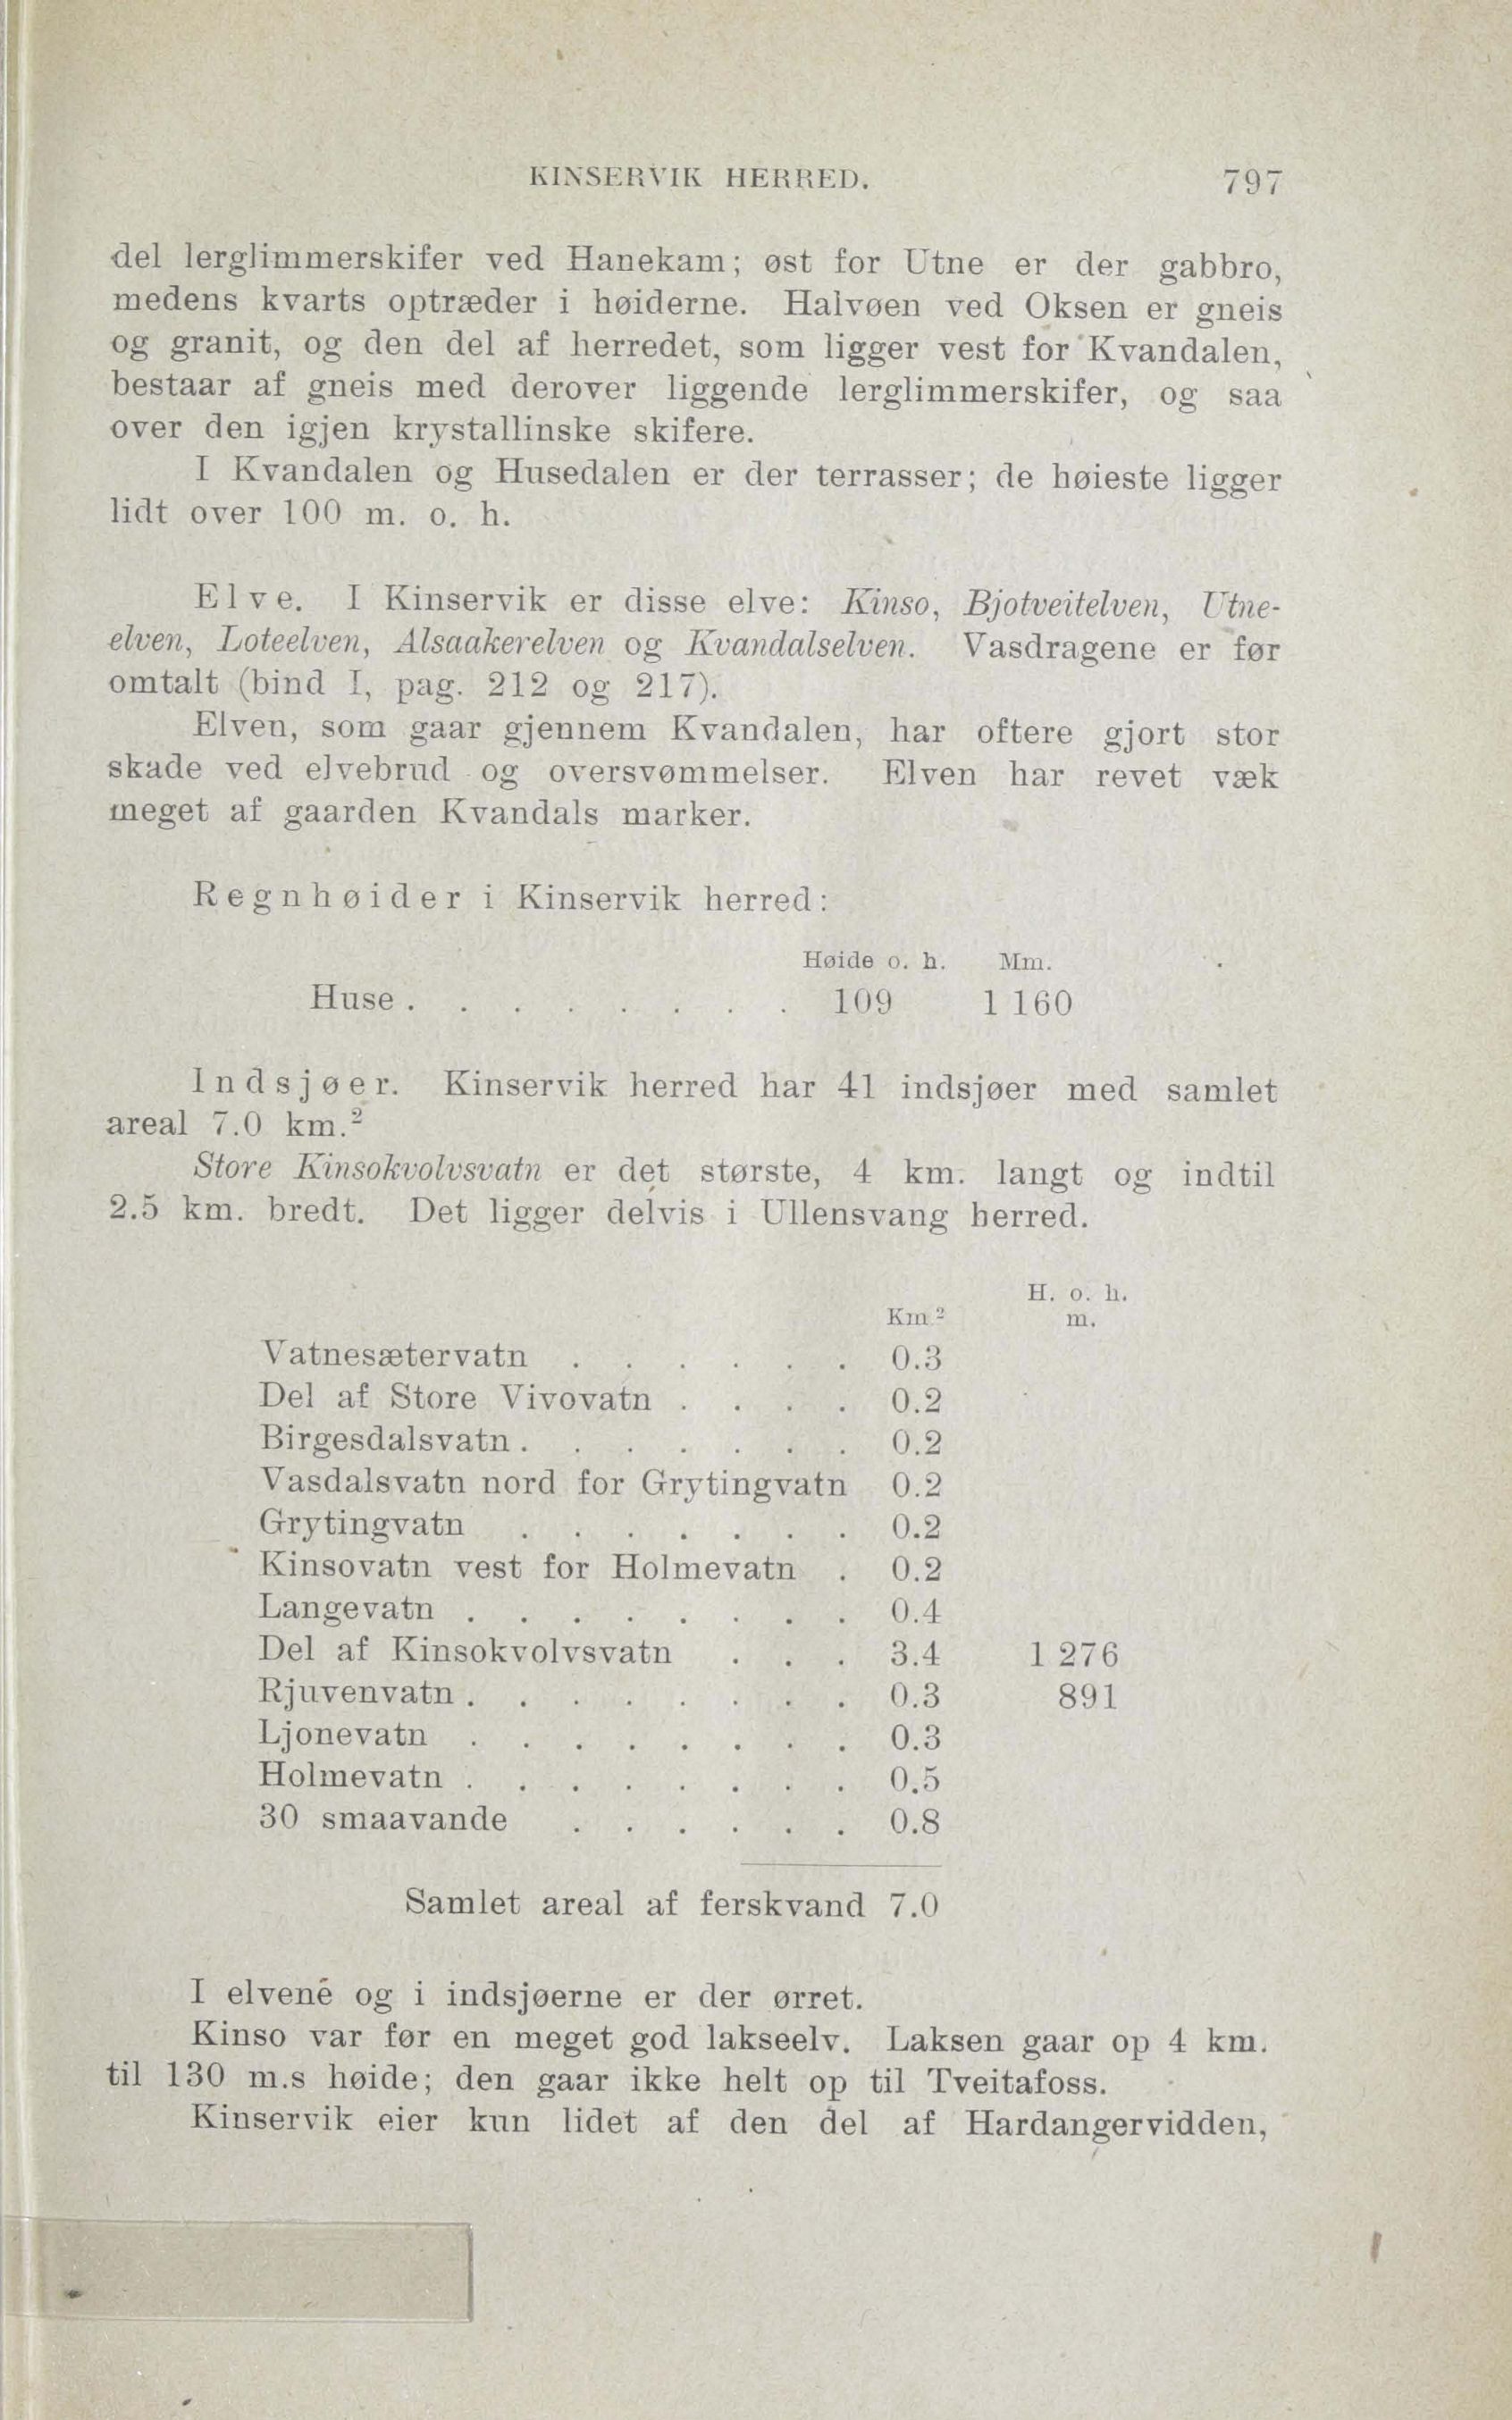 KINSERVIK HERRED. 797
del lerglimmerskifer ved Hanekam; øst for Utne er der gabbro,
medens kvarts optræder i høiderne. Halvøen ved Oksen er gneis
og granit, og den del af herredet, som ligger vest for Kvandalen,
bestaar af gneis med derover liggende lerglimmerskifer, og saa
over den igjen krystallinske skifere.
I Kvandalen og Husedalen er der terrasser; de høieste ligger
lidt over 100 m. o. h.
Elve. I Kinservik er disse elve: Kinso, Bjotveitelven, Utne-
elven, Loteelven, Alsaakerelven og Kvandalselven. Vasdragene er før
omtalt (bind I, pag. 212 og 217).
Elven, som gaar gjennem Kvandalen, har oftere gjort stor
skade ved elvebrud og oversvømmelser. Elven har revet væk
meget af gaarden Kvandals marker.
Regnhøider i Kinservik herred:
Høide o. h. Mm.
Huse . . . . . . . . 109 1 160
Indsjøer. Kinservik herred har 41 indsjøer med samlet
areal 7.0 km.²
Store Kinsokvolvsvatn er det største, 4 km. langt og indtil
2.5 km. bredt. Det ligger delvis i Ullensvang herred.
H. o. h.
Km.² m.
Vatnesætervatn . . . . . . 0.3
Del af Store Vivovatn . . . . 0.2
Birgesdalsvatn . . . . . . . 0.2
Vasdalsvatn nord for Grytingvatn 0.2
Grytingvatn . . . . . . . 0.2
Kinsovatn vest for Holmevatn . 0.2
Langevatn . . . . . . . . 0.4
Del af Kinsokvolvsvatn . . . 3.4 1 276
Rjuvenvatn . . . . . . . . 0.3 891
Ljonevatn . . . . . . . . 0.3
Holmevatn . . . . . . . . 0.5
30 smaavande . . . . . . 0.8
Samlet areal af ferskvand 7.0
I elvene og i indsjøerne er der ørret.
Kinso var før en meget god lakseelv. Laksen gaar op 4 km.
til 130 m.s høide; den gaar ikke helt op til Tveitafoss.
Kinservik eier kun lidet af den del af Hardangervidden,